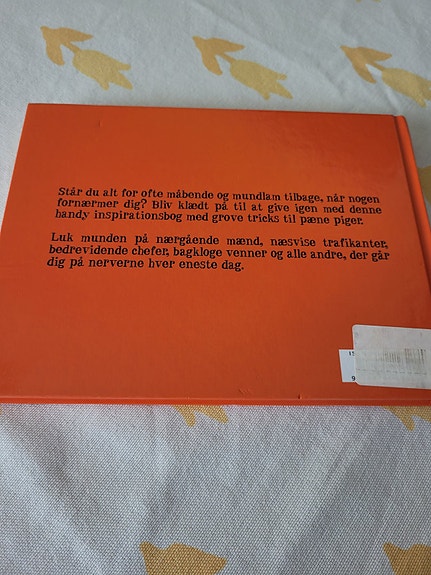 Står du alt for ofte måbende og mundlam tilbage, når nogen
fornærmer dig? Bliv klædt på til at give igen med denne
handy inspirationsbog med grove tricks til pæne piger.
Luk munden på nærgående mænd, næsvise trafikanter,
bedrevidende chefer, bagkloge venner og alle andre, der går
dig på nerverne hver eneste dag.